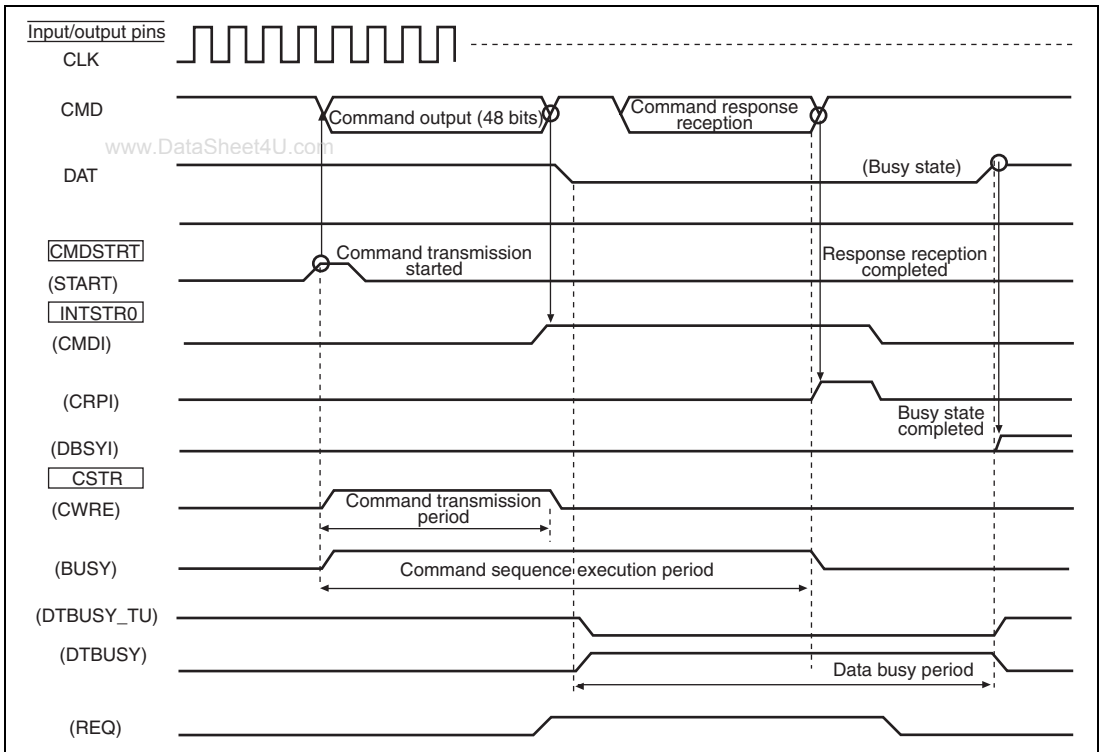 Input/output pins
CLK
CMD
Command output (48 bits)
Command response
reception
www.DataSheet4U.com
DAT
(Busy state)
CMDSTRT
(START)
Command transmission
started
Response reception
completed
INTSTR0
(CMDI)
(CRPI)
Busy state
completed
(DBSYI)
CSTR
(CWRE)
Command transmission
period
(BUSY)
Command sequence execution period
(DTBUSY_TU)
(DTBUSY)
Data busy period
(REQ)